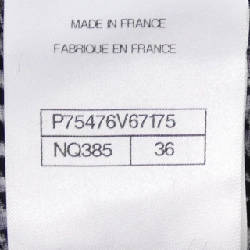 MADE IN FRANCE
FABRIQUE EN FRANCE
P75476V67175
NQ385 36